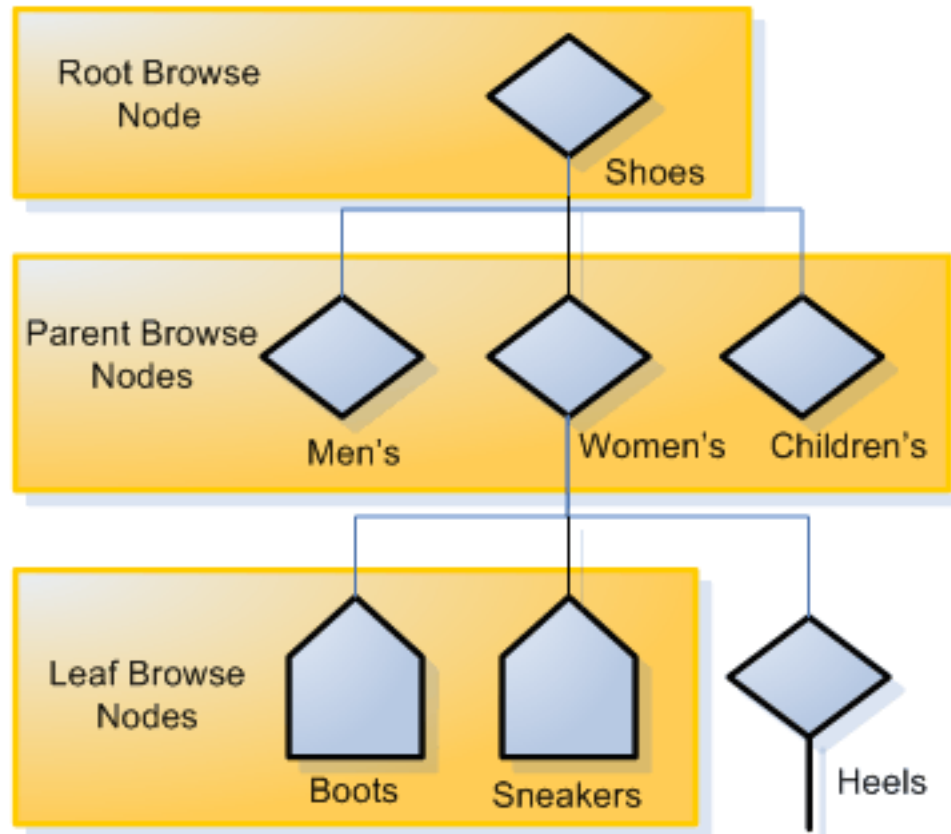 Root Browse
Node
Shoes
Parent Browse
Nodes
Men's
Women's
Children's
Leaf Browse
Nodes
Boots
Sneakers
Heels